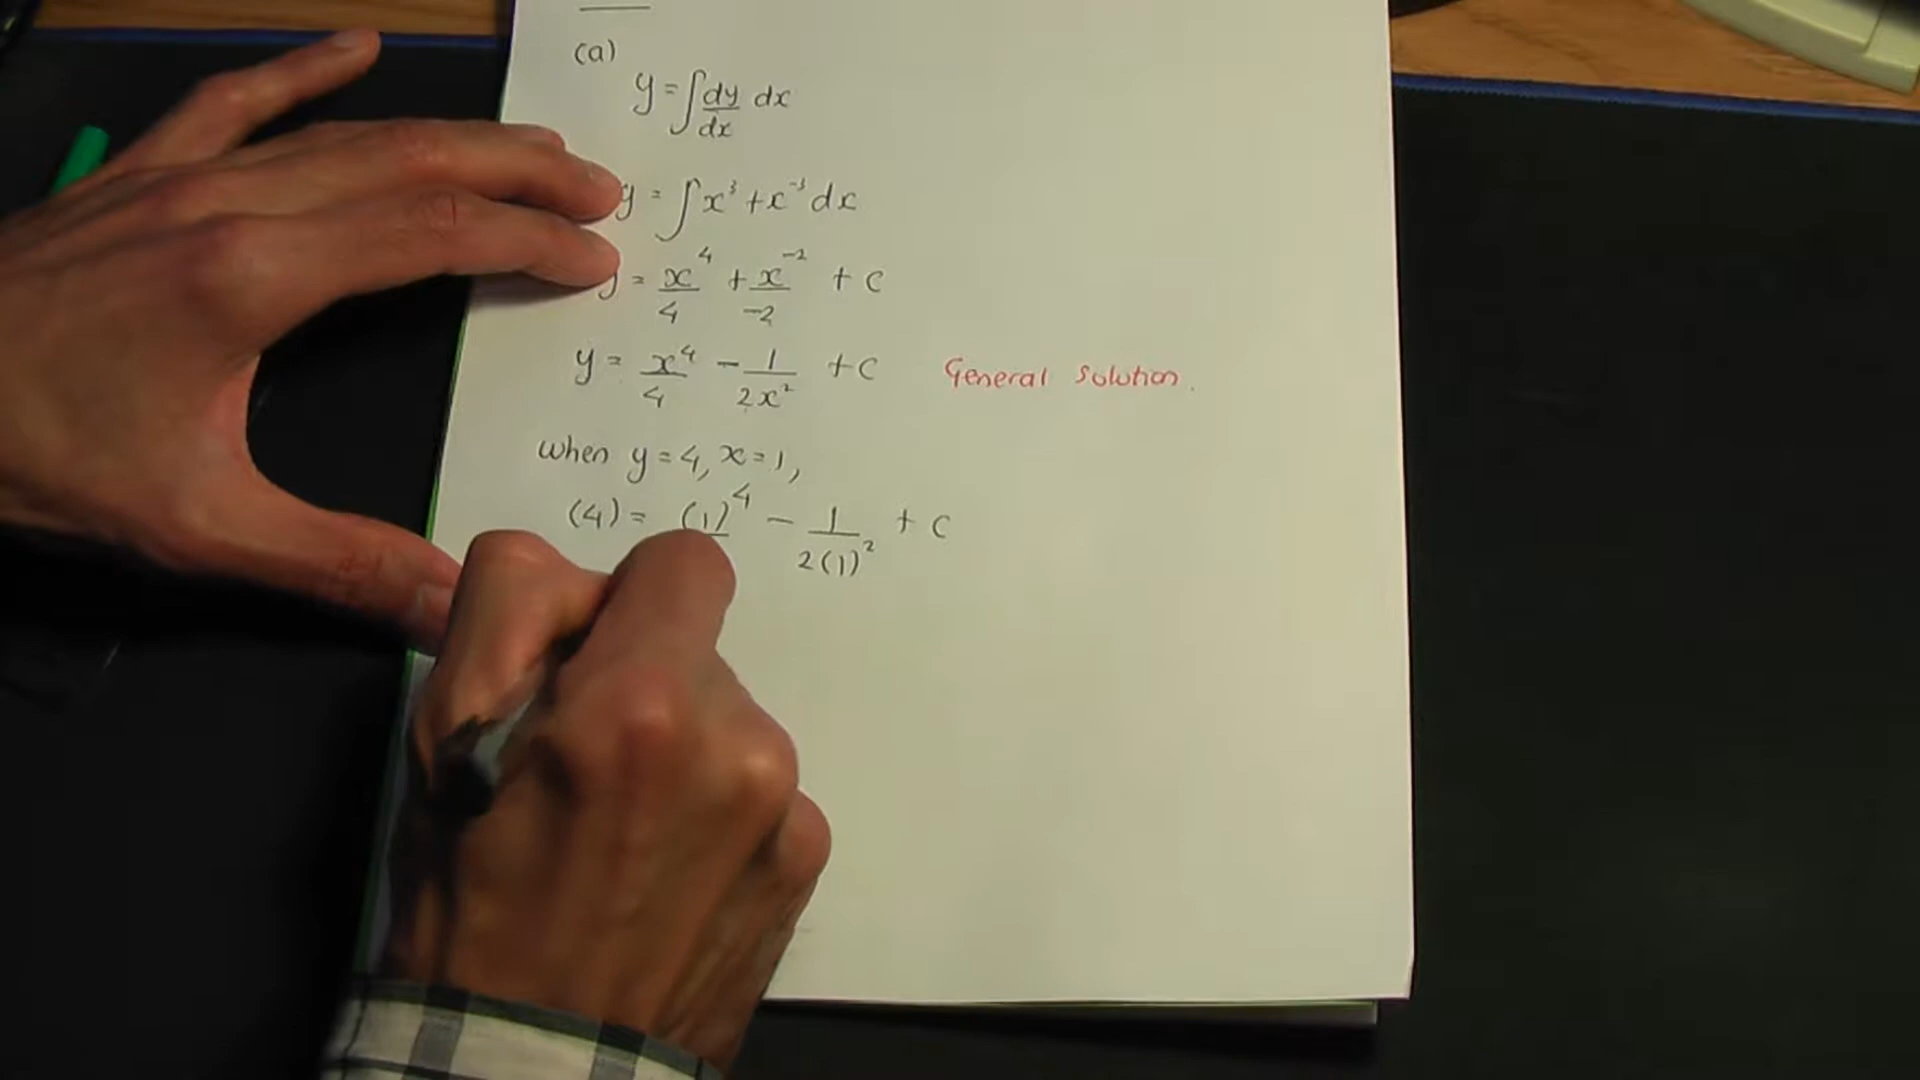 (a)
y = ∫ dy/dx dx
y = ∫ x³ + x⁻³ dx
y = x⁴/4 + x⁻²/-2 + c
y = x⁴/4 - 1/2x² + c General Solution.
when y = 4, x = 1,
(4) = (1)⁴ - 1/2(1)² + c